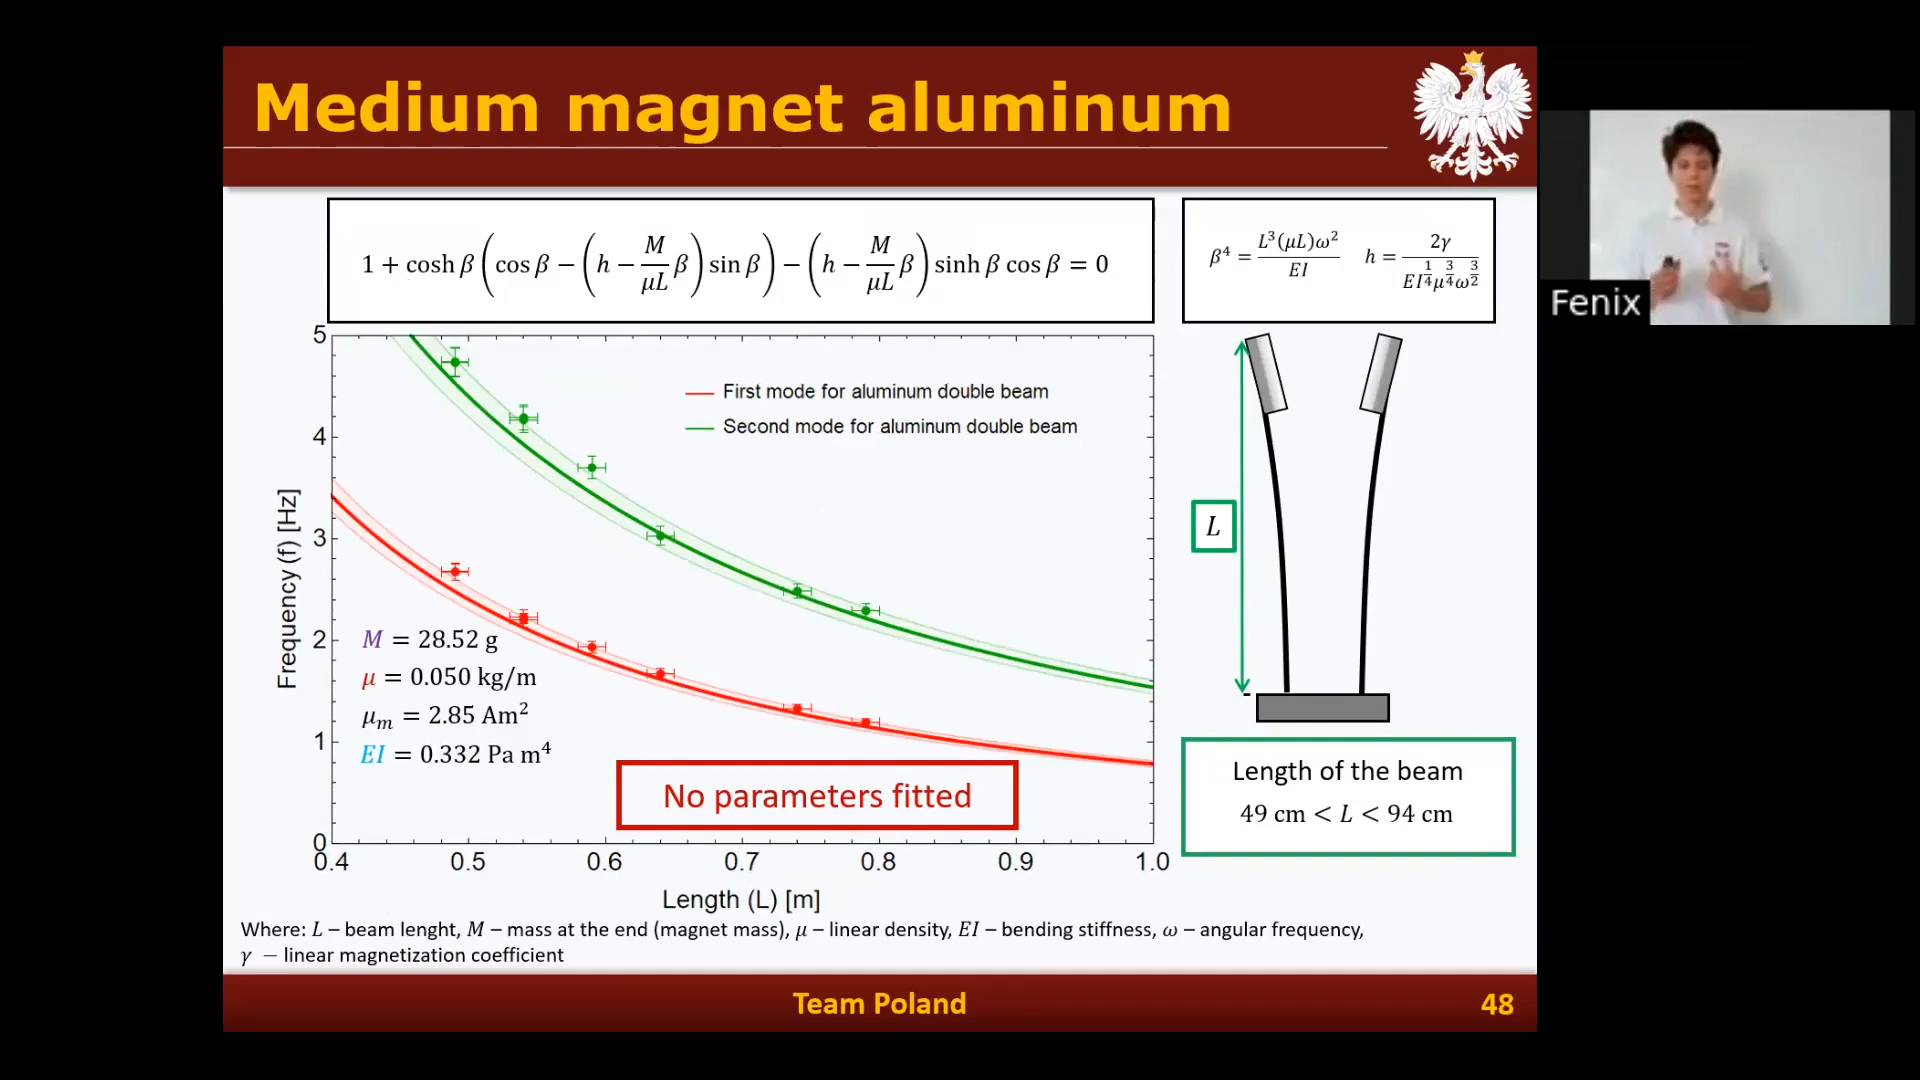 Medium magnet aluminum
1 + cosh β (cos β − (h − M/μL β) sin β) − (h − M/μL β) sinh β cos β = 0
β⁴ = L³(μL)ω²/EI h = 2γ/EI^(1/4)μ^(3/4)ω^(3/2)
Fenix
5
4
3
2
1
0
Frequency (f) [Hz]
First mode for aluminum double beam
Second mode for aluminum double beam
M = 28.52 g
μ = 0.050 kg/m
μₘ = 2.85 Am²
EI = 0.332 Pa m⁴
No parameters fitted
0.4 0.5 0.6 0.7 0.8 0.9 1.0
Length (L) [m]
L
Length of the beam
49 cm < L < 94 cm
Where: L – beam lenght, M – mass at the end (magnet mass), μ – linear density, EI – bending stiffness, ω – angular frequency,
γ – linear magnetization coefficient
Team Poland
48